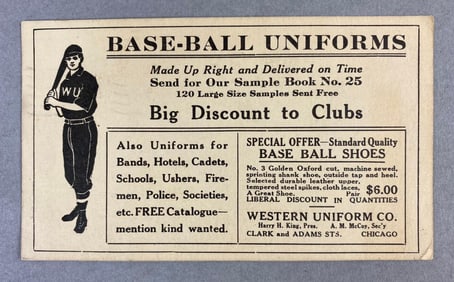 BASE-BALL UNIFORMS
Made Up Right and Delivered on Time
Send for Our Sample Book No. 25
120 Large Size Samples Sent Free
Big Discount to Clubs
WU
Also Uniforms for
Bands, Hotels, Cadets,
Schools, Ushers, Fire-
men, Police, Societies,
etc. FREE Catalogue—
mention kind wanted.
SPECIAL OFFER—Standard Quality
BASE BALL SHOES
No. 3 Golden Oxford cut, machine sewed,
sprinting shank shoe, outside tap and heel.
Selected durable leather upper,
tempered steel spikes, cloth laces,
A Great Shoe. Pair $6.00
LIBERAL DISCOUNT IN QUANTITIES
WESTERN UNIFORM CO.
Harry H. King, Pres. A. M. McCoy, Sec'y
CLARK and ADAMS STS. CHICAGO